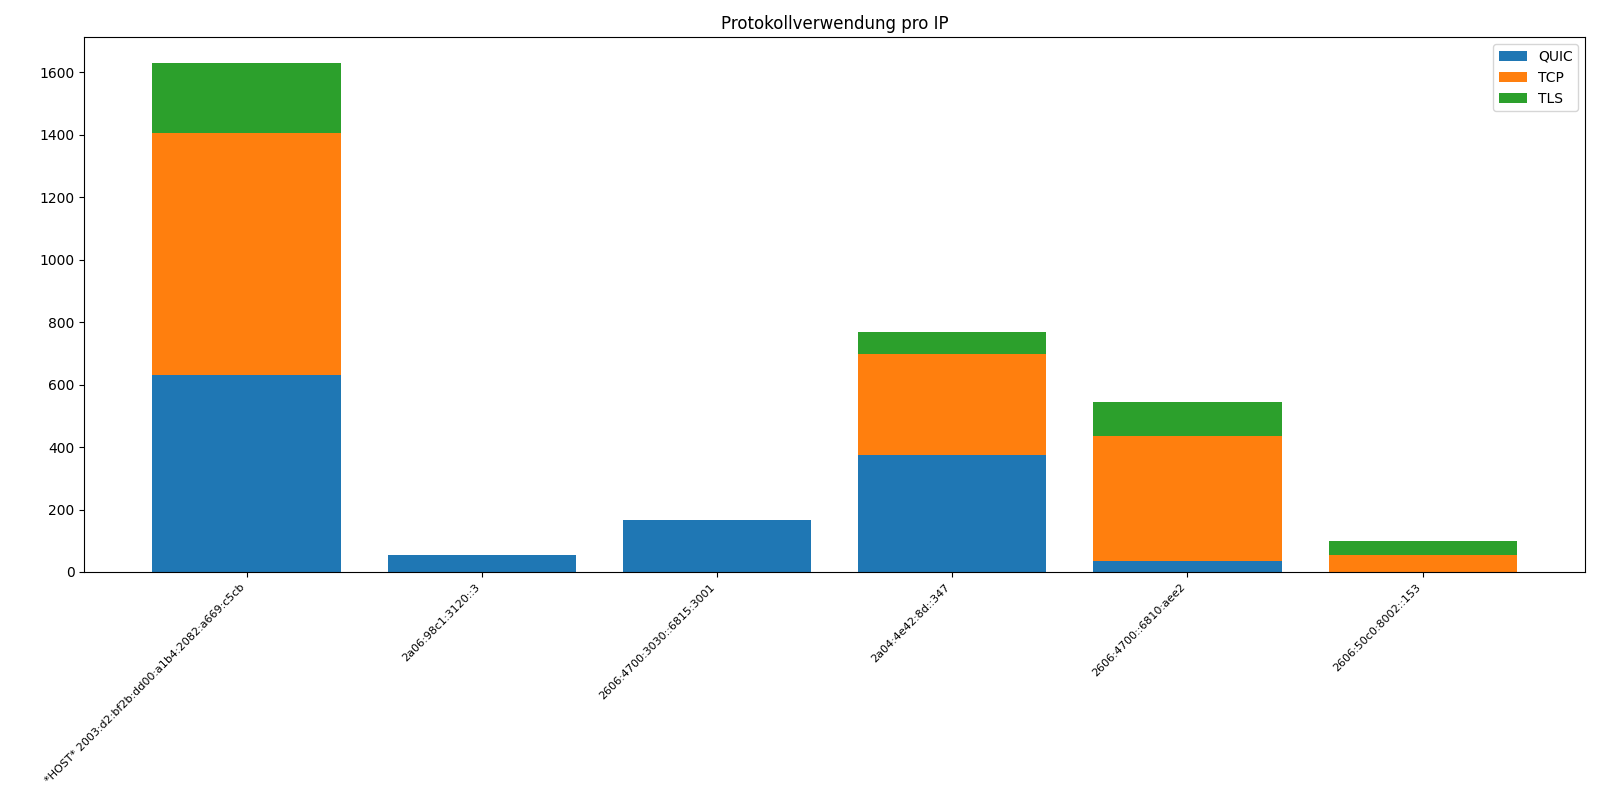 Protokollverwendung pro IP
QUIC
TCP
TLS
1600
1400
1200
1000
800
600
400
200
0
*HOST* 2003:d2:bf2b:dd00:a1b4:2082:a669:c5cb
2a06:98c1:3120::3
2606:4700:3030::6815:3001
2a04:4e42:8d::347
2606:4700::6810:aee2
2606:50c0:8002::153